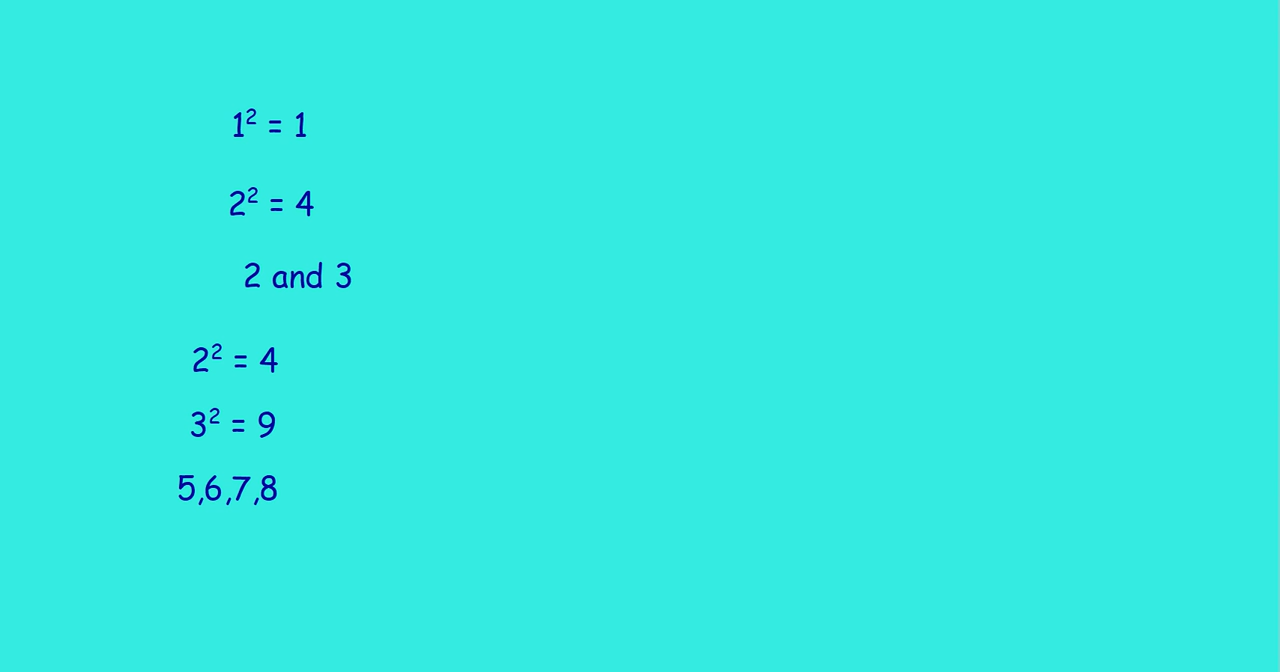 1² = 1
2² = 4
2 and 3
2² = 4
3² = 9
5,6,7,8